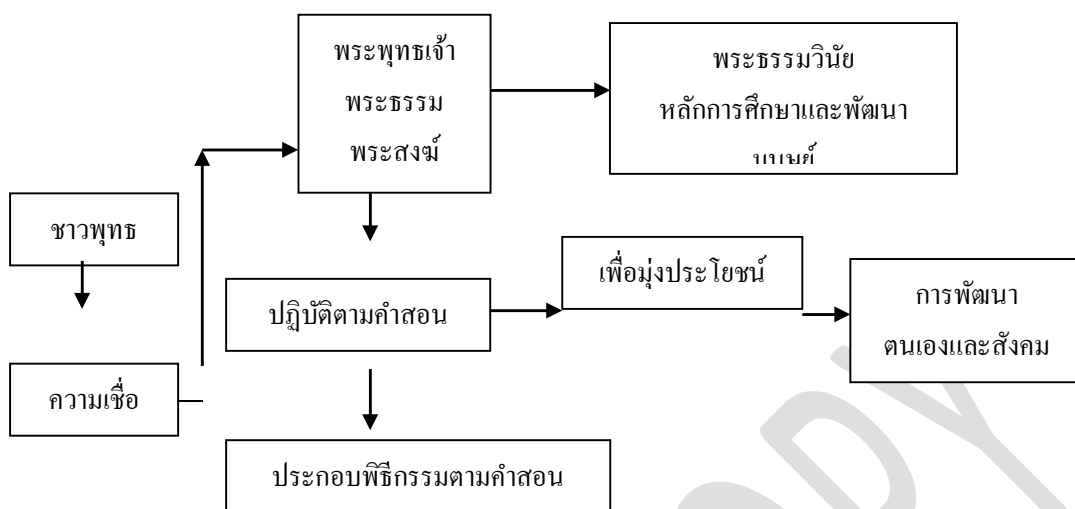 พระพุทธเจ้า
พระธรรม
พระสงฆ์
พระธรรมวินัย
หลักการศึกษาและพัฒนา
มนุษย์
ชาวพุทธ
ความเชื่อ
ปฏิบัติตามคำสอน
เพื่อมุ่งประโยชน์
การพัฒนา
ตนเองและสังคม
ประกอบพิธีกรรมตามคำสอน